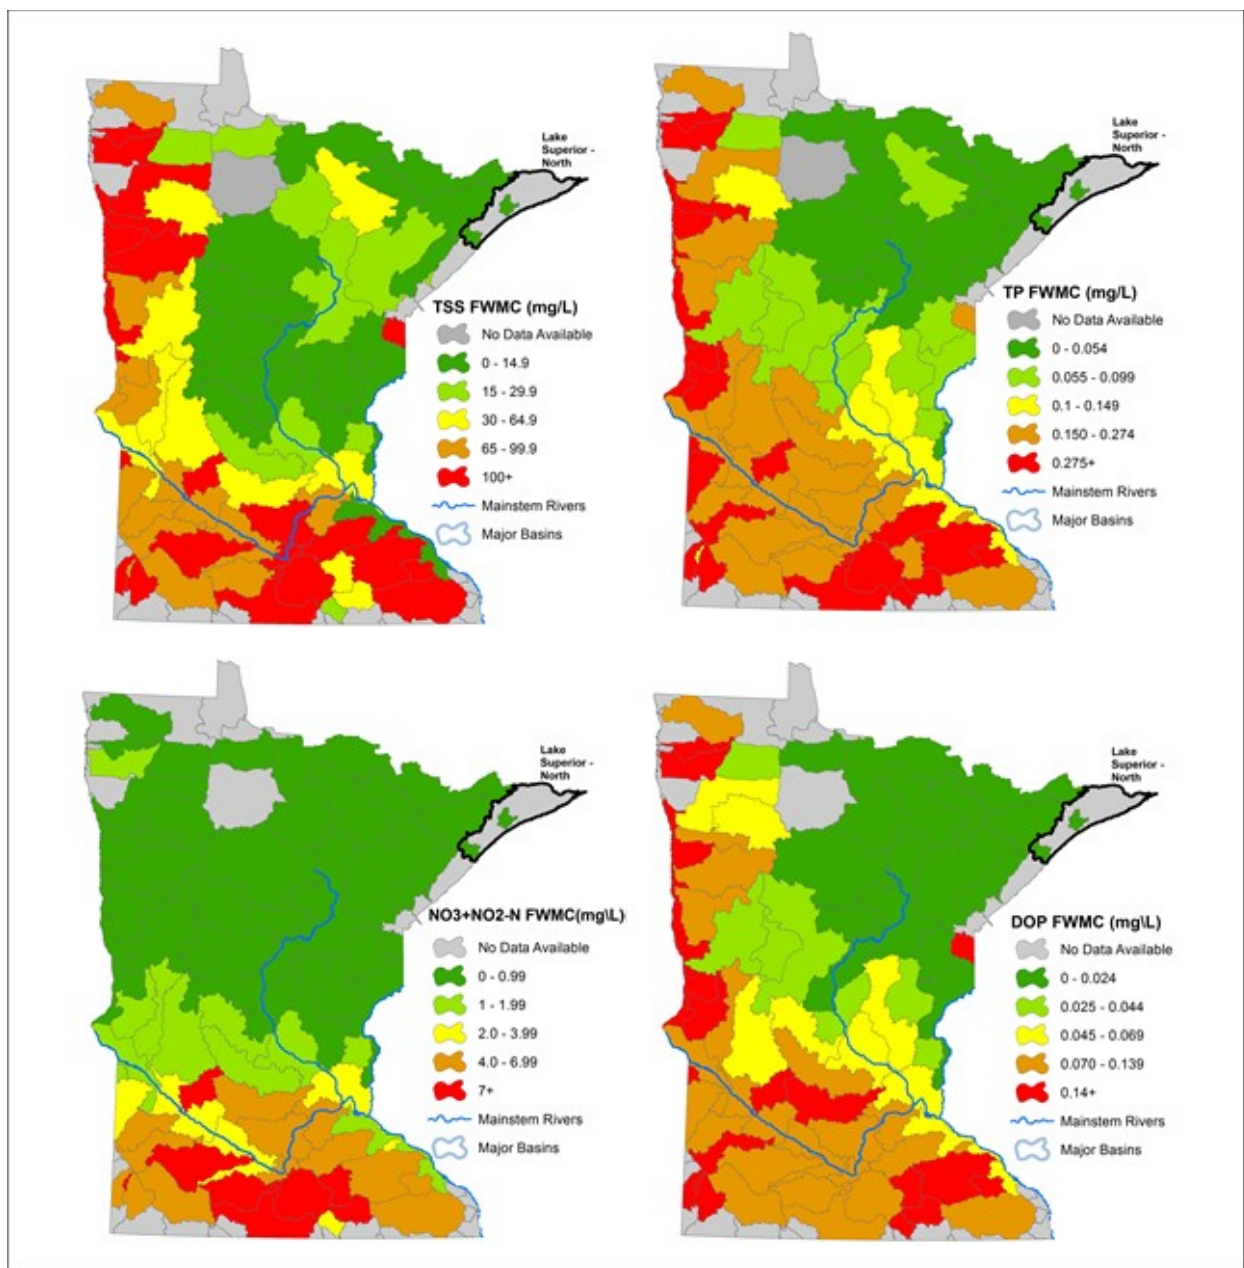 Lake
Superior -
North
TSS FWMC (mg/L)
No Data Available
0 - 14.9
15 - 29.9
30 - 64.9
65 - 99.9
100+
Mainstem Rivers
Major Basins
Lake
Superior -
North
TP FWMC (mg/L)
No Data Available
0 - 0.054
0.055 - 0.099
0.1 - 0.149
0.150 - 0.274
0.275+
Mainstem Rivers
Major Basins
Lake
Superior -
North
NO3+NO2-N FWMC(mg\L)
No Data Available
0 - 0.99
1 - 1.99
2.0 - 3.99
4.0 - 6.99
7+
Mainstem Rivers
Major Basins
Lake
Superior -
North
DOP FWMC (mg\L)
No Data Available
0 - 0.024
0.025 - 0.044
0.045 - 0.069
0.070 - 0.139
0.14+
Mainstem Rivers
Major Basins